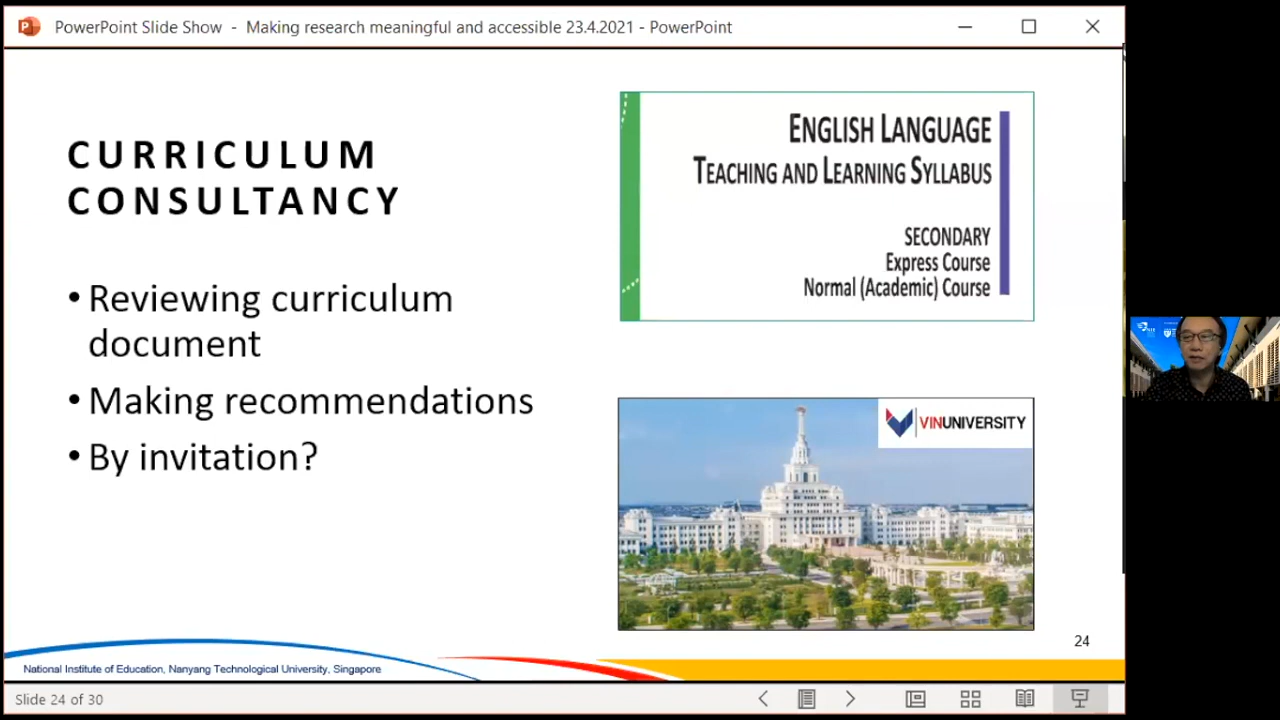 PowerPoint Slide Show - Making research meaningful and accessible 23.4.2021 - PowerPoint
CURRICULUM
CONSULTANCY
• Reviewing curriculum
document
• Making recommendations
• By invitation?
ENGLISH LANGUAGE
TEACHING AND LEARNING SYLLABUS
SECONDARY
Express Course
Normal (Academic) Course
VINUNIVERSITY
24
National Institute of Education, Nanyang Technological University, Singapore
Slide 24 of 30